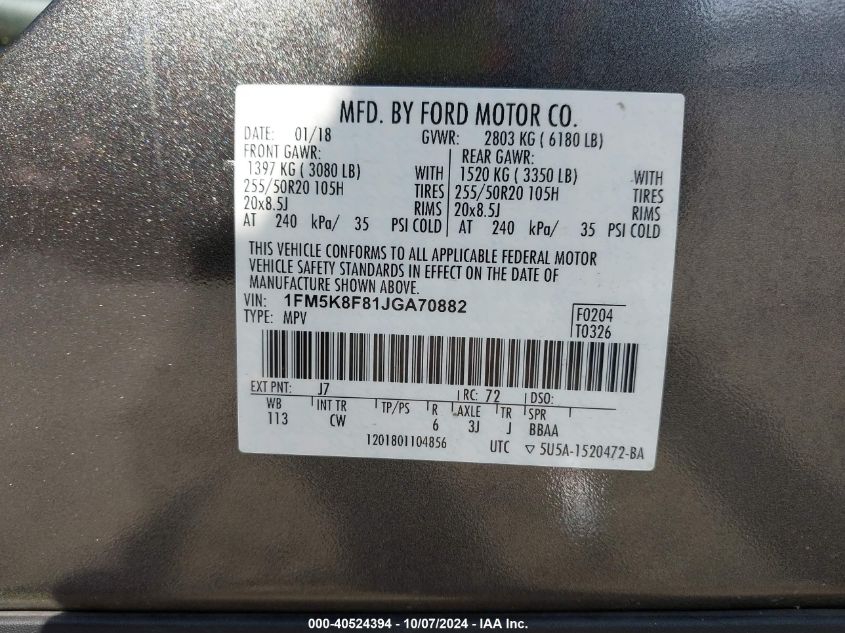 MFD. BY FORD MOTOR CO.
DATE: 01/18 GVWR: 2803 KG ( 6180 LB)
FRONT GAWR: REAR GAWR:
1397 KG ( 3080 LB) WITH 1520 KG ( 3350 LB) WITH
255/50R20 105H TIRES 255/50R20 105H TIRES
20x8.5J RIMS 20x8.5J RIMS
AT 240 kPa/ 35 PSI COLD AT 240 kPa/ 35 PSI COLD
THIS VEHICLE CONFORMS TO ALL APPLICABLE FEDERAL MOTOR
VEHICLE SAFETY STANDARDS IN EFFECT ON THE DATE OF
MANUFACTURE SHOWN ABOVE.
VIN: 1FM5K8F81JGA70882
TYPE: MPV
F0204
T0326
EXT PNT: J7 RC: 72 DSO:
WB INT TR TP/PS R AXLE TR SPR
113 CW 6 3J J BBAA
1201801104856 UTC ▽ 5U5A-1520472-BA
000-40524394 - 10/07/2024 - IAA Inc.